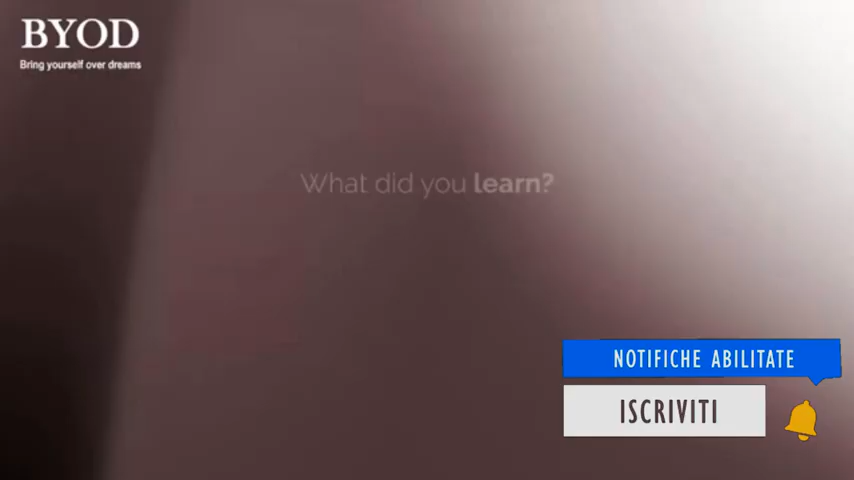 BYOD
Bring yourself over dreams
What did you learn?
NOTIFICHE ABILITATE
ISCRIVITI